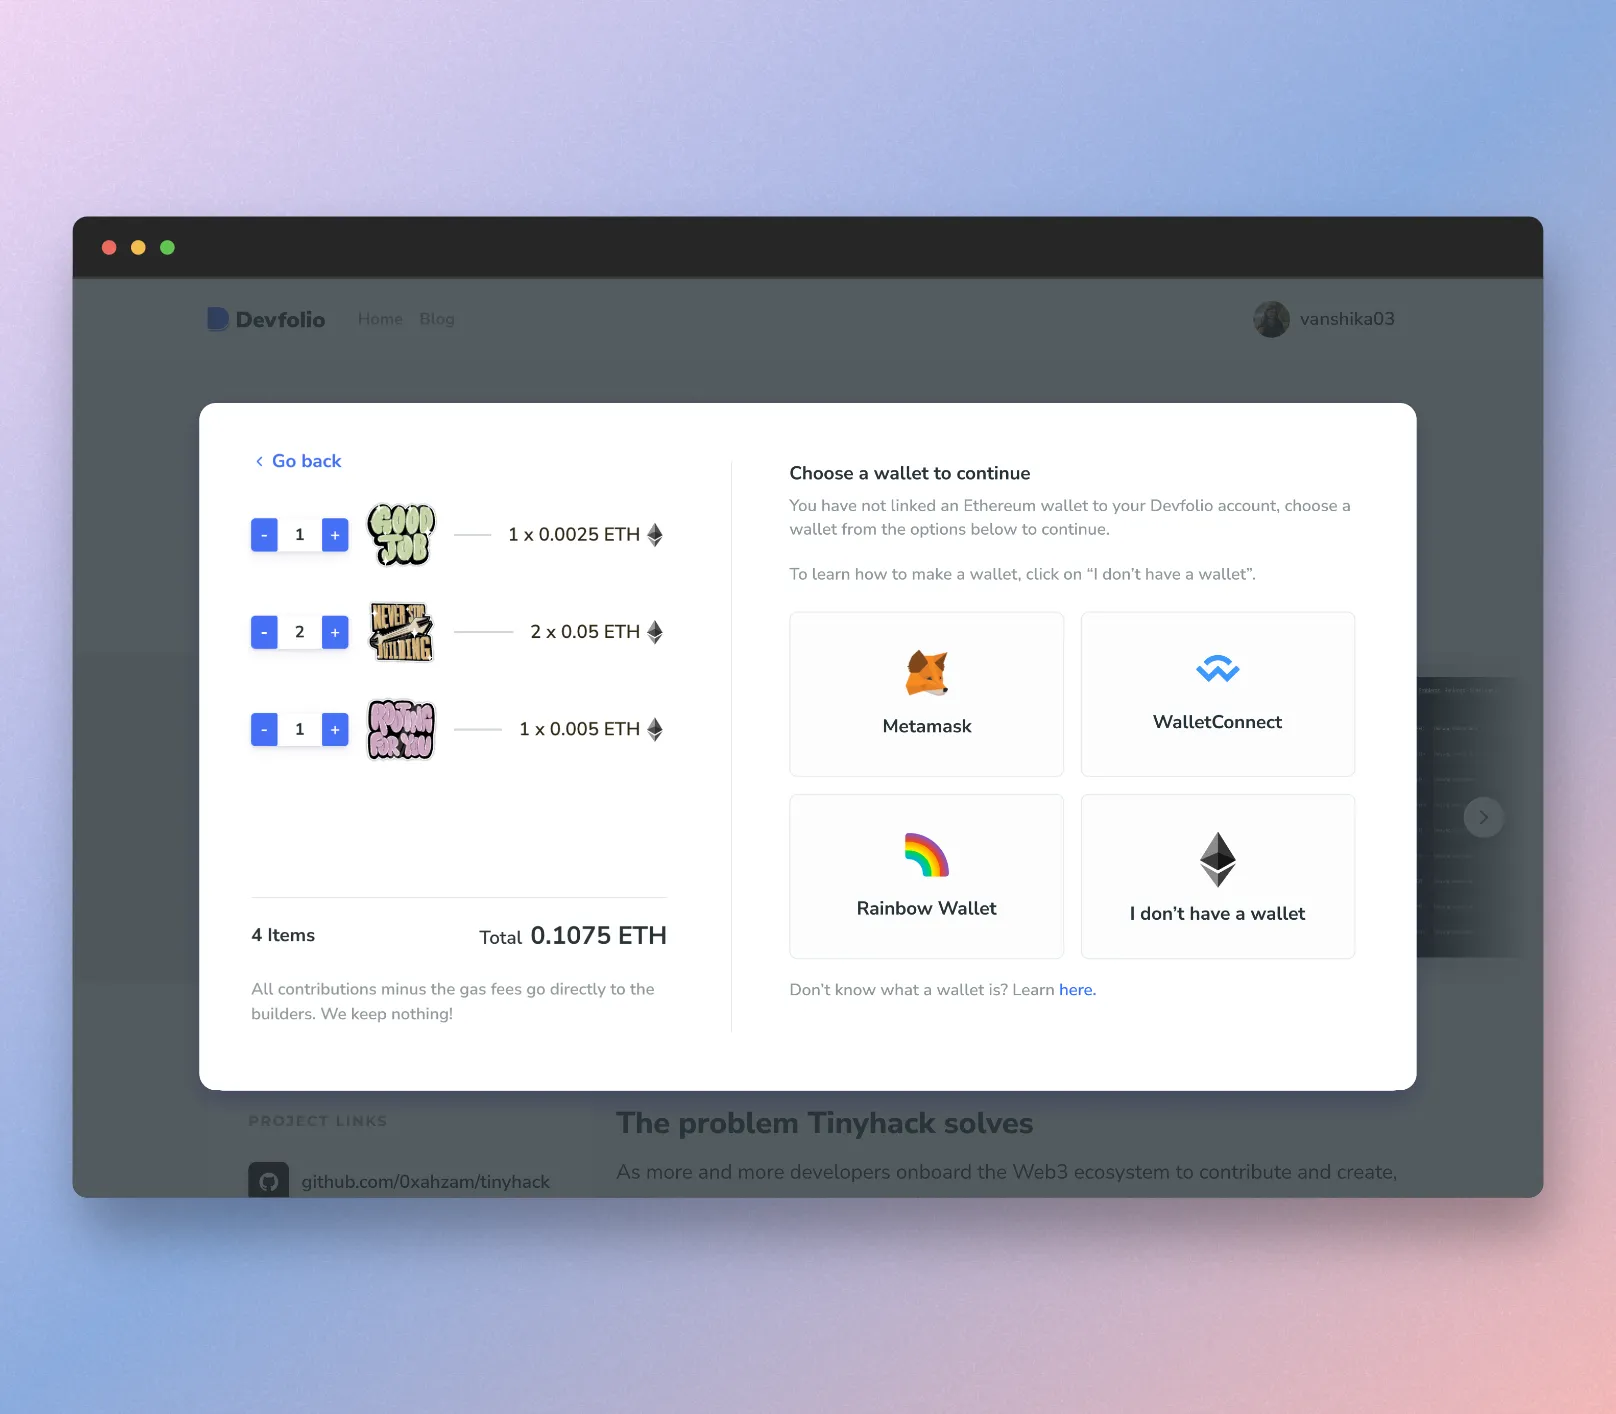 Devfolio
Home
Blog
vanshika03
Go back
- 1 +
GOOD
JOB
1 x 0.0025 ETH
- 2 +
NEVER STOP
BUILDING
2 x 0.05 ETH
- 1 +
ROOTING
FOR YOU
1 x 0.005 ETH
4 Items
Total 0.1075 ETH
All contributions minus the gas fees go directly to the
builders. We keep nothing!
Choose a wallet to continue
You have not linked an Ethereum wallet to your Devfolio account, choose a
wallet from the options below to continue.
To learn how to make a wallet, click on “I don’t have a wallet”.
Metamask
WalletConnect
Rainbow Wallet
I don’t have a wallet
Don’t know what a wallet is? Learn here.
PROJECT LINKS
github.com/0xahzam/tinyhack
The problem Tinyhack solves
As more and more developers onboard the Web3 ecosystem to contribute and create,